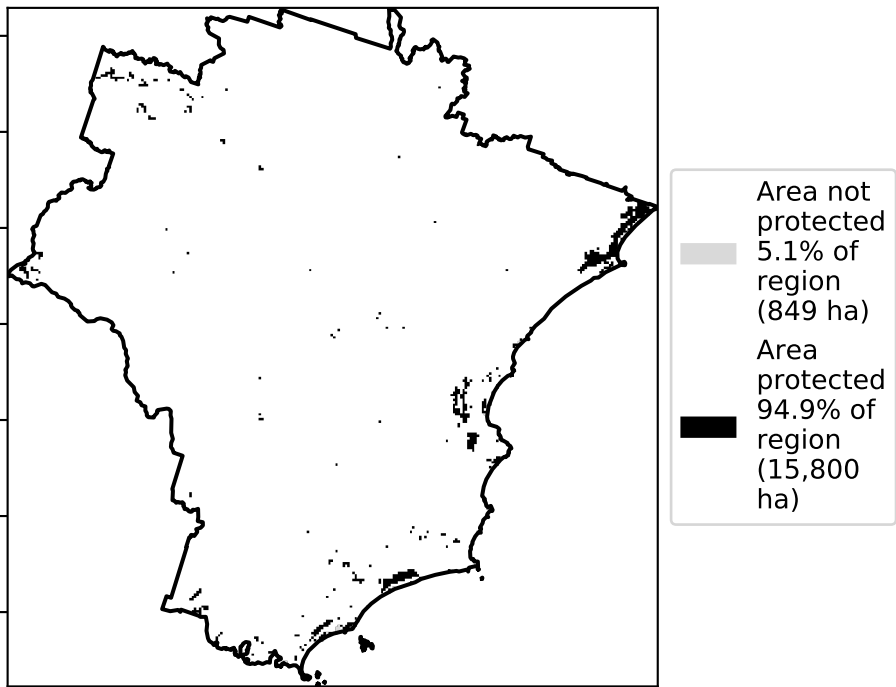 Area not
protected
5.1% of
region
(849 ha)
Area
protected
94.9% of
region
(15,800
ha)